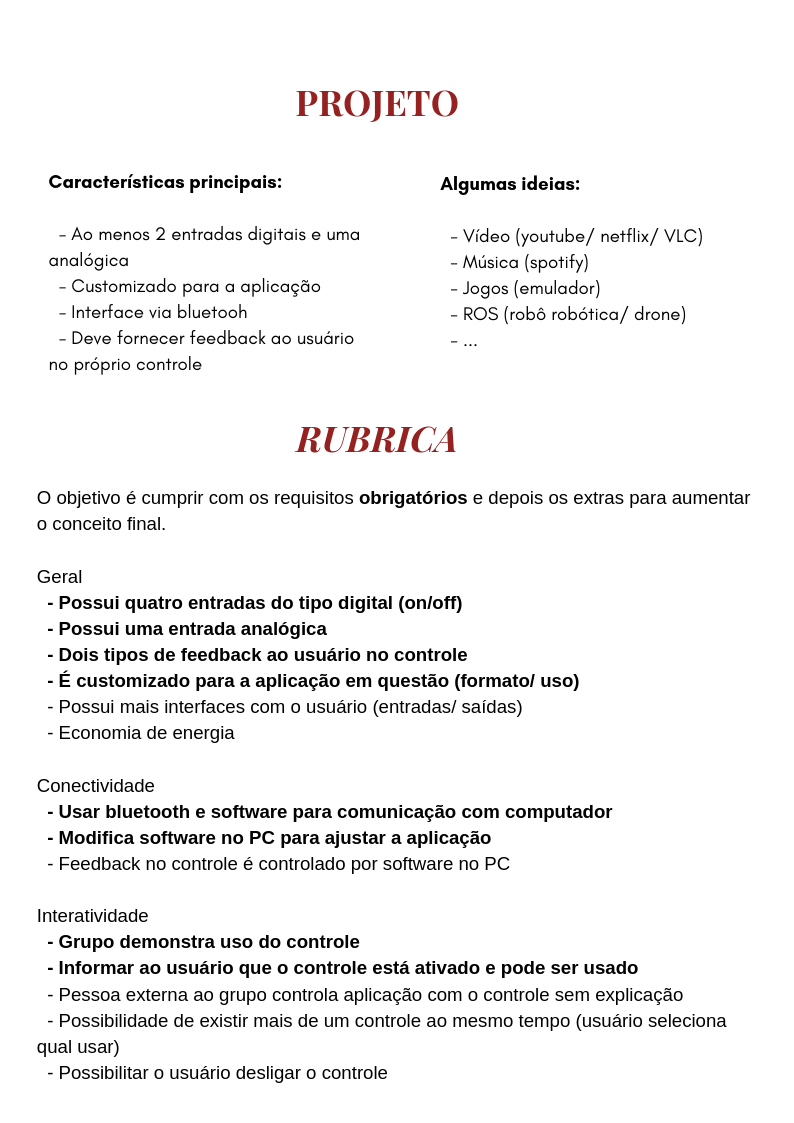 PROJETO
Características principais:
- Ao menos 2 entradas digitais e uma
analógica
- Customizado para a aplicação
- Interface via bluetooh
- Deve fornecer feedback ao usuário
no próprio controle
Algumas ideias:
- Vídeo (youtube/ netflix/ VLC)
- Música (spotify)
- Jogos (emulador)
- ROS (robô robótica/ drone)
- ...
RUBRICA
O objetivo é cumprir com os requisitos obrigatórios e depois os extras para aumentar
o conceito final.
Geral
- Possui quatro entradas do tipo digital (on/off)
- Possui uma entrada analógica
- Dois tipos de feedback ao usuário no controle
- É customizado para a aplicação em questão (formato/ uso)
- Possui mais interfaces com o usuário (entradas/ saídas)
- Economia de energia
Conectividade
- Usar bluetooth e software para comunicação com computador
- Modifica software no PC para ajustar a aplicação
- Feedback no controle é controlado por software no PC
Interatividade
- Grupo demonstra uso do controle
- Informar ao usuário que o controle está ativado e pode ser usado
- Pessoa externa ao grupo controla aplicação com o controle sem explicação
- Possibilidade de existir mais de um controle ao mesmo tempo (usuário seleciona
qual usar)
- Possibilitar o usuário desligar o controle